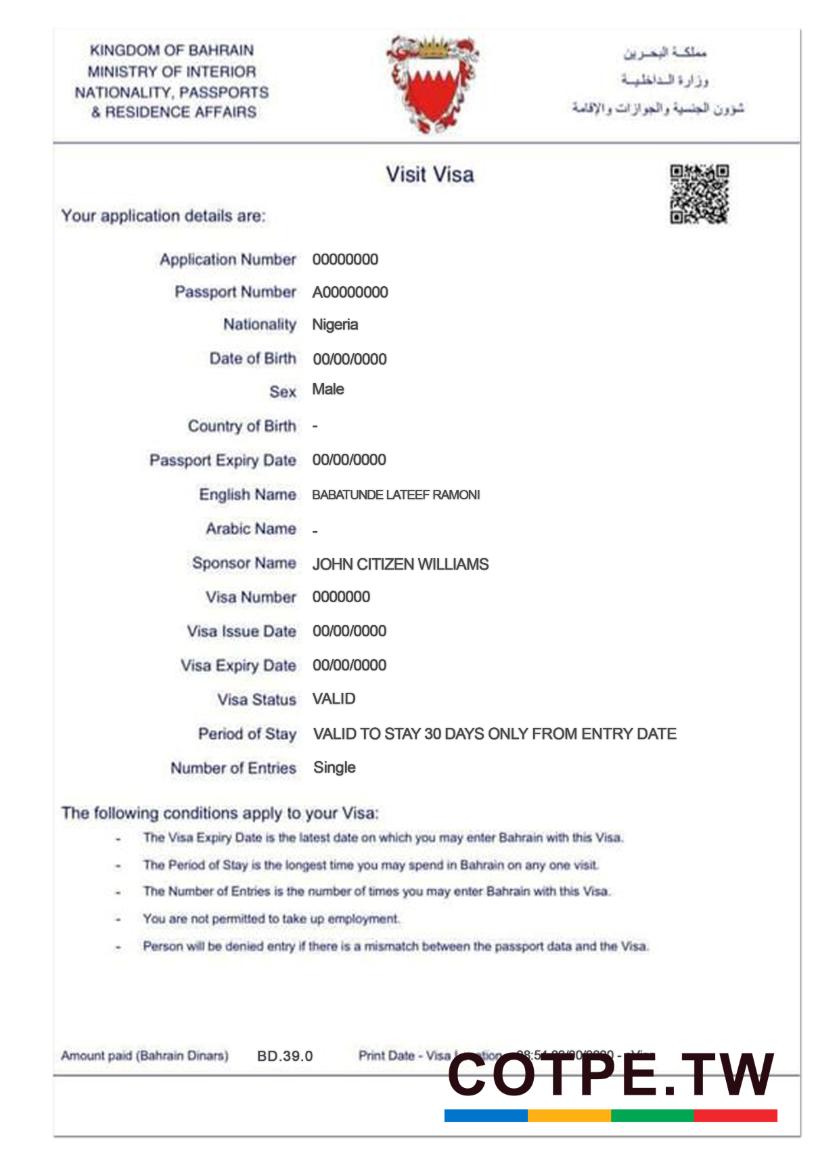 KINGDOM OF BAHRAIN
MINISTRY OF INTERIOR
NATIONALITY, PASSPORTS
& RESIDENCE AFFAIRS
مملكـة البحـرين
وزارة الـداخليـة
شؤون الجنسية والجوازات والإقامة
Visit Visa
Your application details are:
Application Number 00000000
Passport Number A00000000
Nationality Nigeria
Date of Birth 00/00/0000
Sex Male
Country of Birth -
Passport Expiry Date 00/00/0000
English Name BABATUNDE LATEEF RAMONI
Arabic Name -
Sponsor Name JOHN CITIZEN WILLIAMS
Visa Number 0000000
Visa Issue Date 00/00/0000
Visa Expiry Date 00/00/0000
Visa Status VALID
Period of Stay VALID TO STAY 30 DAYS ONLY FROM ENTRY DATE
Number of Entries Single
The following conditions apply to your Visa:
- The Visa Expiry Date is the latest date on which you may enter Bahrain with this Visa.
- The Period of Stay is the longest time you may spend in Bahrain on any one visit.
- The Number of Entries is the number of times you may enter Bahrain with this Visa.
- You are not permitted to take up employment.
- Person will be denied entry if there is a mismatch between the passport data and the Visa.
Amount paid (Bahrain Dinars) BD.39.0 Print Date - Visa
COTPE.TW